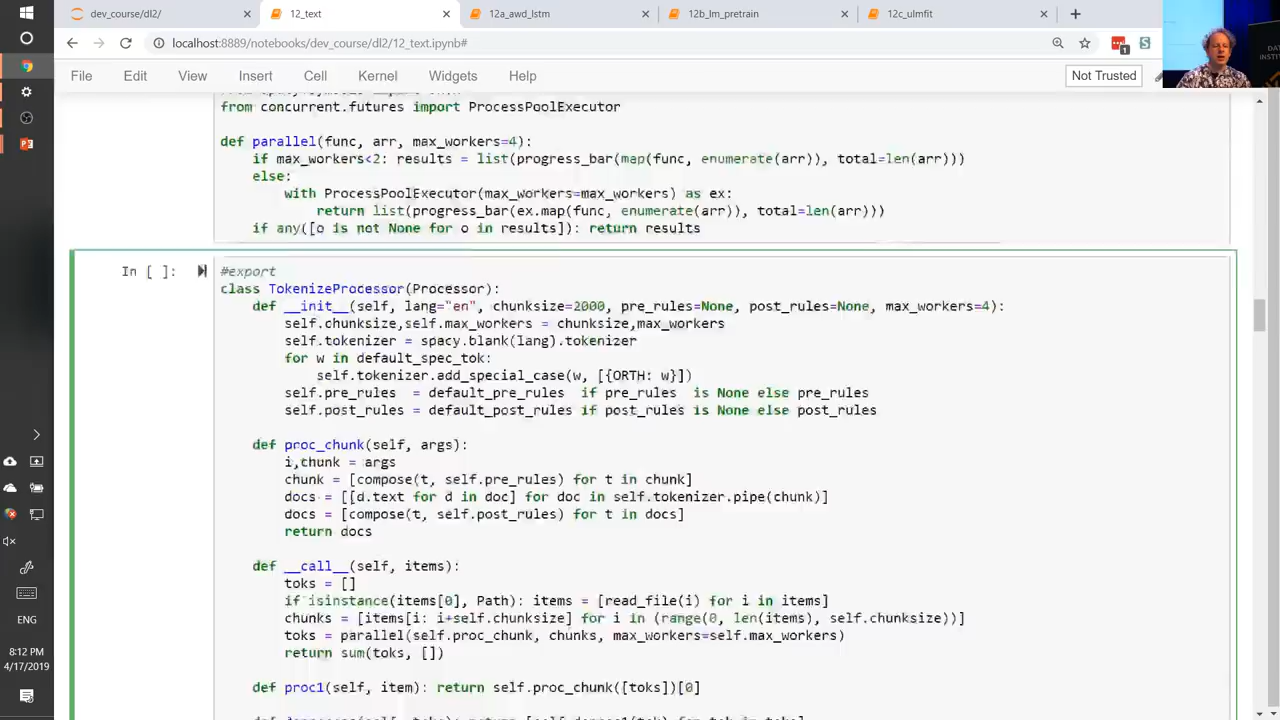 dev_course/dl2/
12_text
12a_awd_lstm
12b_lm_pretrain
12c_ulmfit
localhost:8889/notebooks/dev_course/dl2/12_text.ipynb#
1
File Edit View Insert Cell Kernel Widgets Help
Not Trusted
from concurrent.futures import ProcessPoolExecutor
def parallel(func, arr, max_workers=4):
if max_workers<2: results = list(progress_bar(map(func, enumerate(arr)), total=len(arr)))
else:
with ProcessPoolExecutor(max_workers=max_workers) as ex:
return list(progress_bar(ex.map(func, enumerate(arr)), total=len(arr)))
if any([o is not None for o in results]): return results
In [ ]:
#export
class TokenizeProcessor(Processor):
def __init__(self, lang="en", chunksize=2000, pre_rules=None, post_rules=None, max_workers=4):
self.chunksize,self.max_workers = chunksize,max_workers
self.tokenizer = spacy.blank(lang).tokenizer
for w in default_spec_tok:
self.tokenizer.add_special_case(w, [{ORTH: w}])
self.pre_rules = default_pre_rules if pre_rules is None else pre_rules
self.post_rules = default_post_rules if post_rules is None else post_rules
def proc_chunk(self, args):
i,chunk = args
chunk = [compose(t, self.pre_rules) for t in chunk]
docs = [[d.text for d in doc] for doc in self.tokenizer.pipe(chunk)]
docs = [compose(t, self.post_rules) for t in docs]
return docs
def __call__(self, items):
toks = []
if isinstance(items[0], Path): items = [read_file(i) for i in items]
chunks = [items[i: i+self.chunksize] for i in (range(0, len(items), self.chunksize))]
toks = parallel(self.proc_chunk, chunks, max_workers=self.max_workers)
return sum(toks, [])
def proc1(self, item): return self.proc_chunk([toks])[0]
8:12 PM
4/17/2019